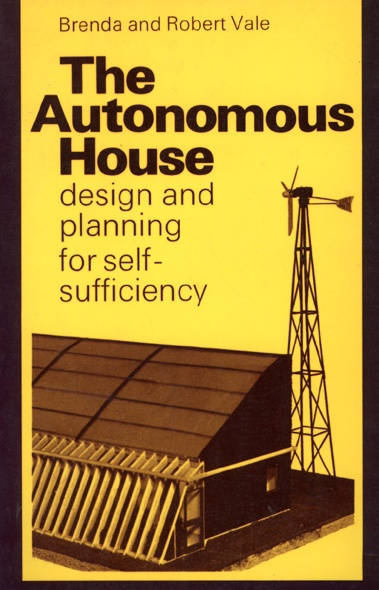 Brenda and Robert Vale
The
Autonomous
House
design and
planning
for self-
sufficiency